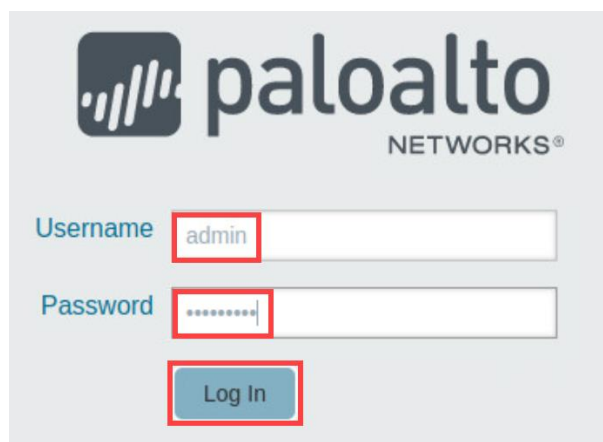 paloalto
NETWORKS®
Username admin
Password •••••••••
Log In